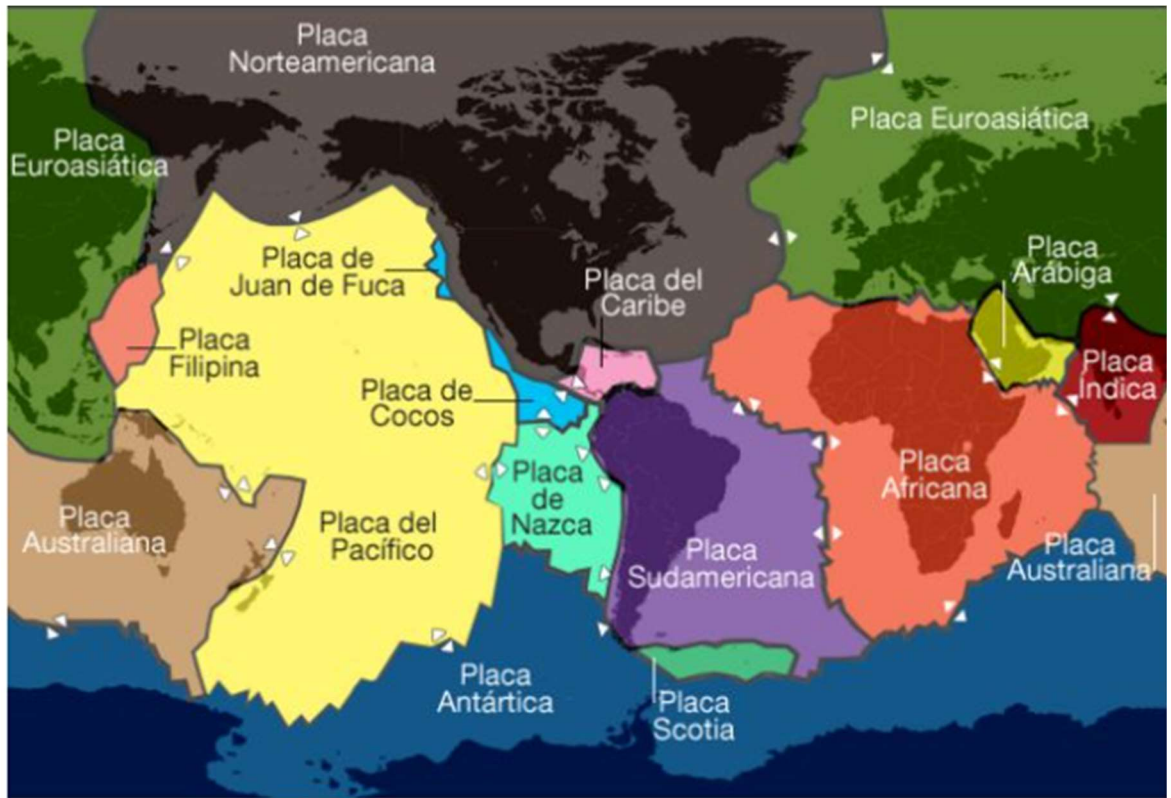 Placa
Norteamericana
Placa
Euroasiática
Placa Euroasiática
Placa de
Juan de Fuca
Placa del
Caribe
Placa
Arábiga
Placa
Filipina
Placa de
Cocos
Placa
Índica
Placa
Australiana
Placa del
Pacífico
Placa
de
Nazca
Placa
Sudamericana
Placa
Africana
Placa
Australiana
Placa
Antártica
Placa
Scotia